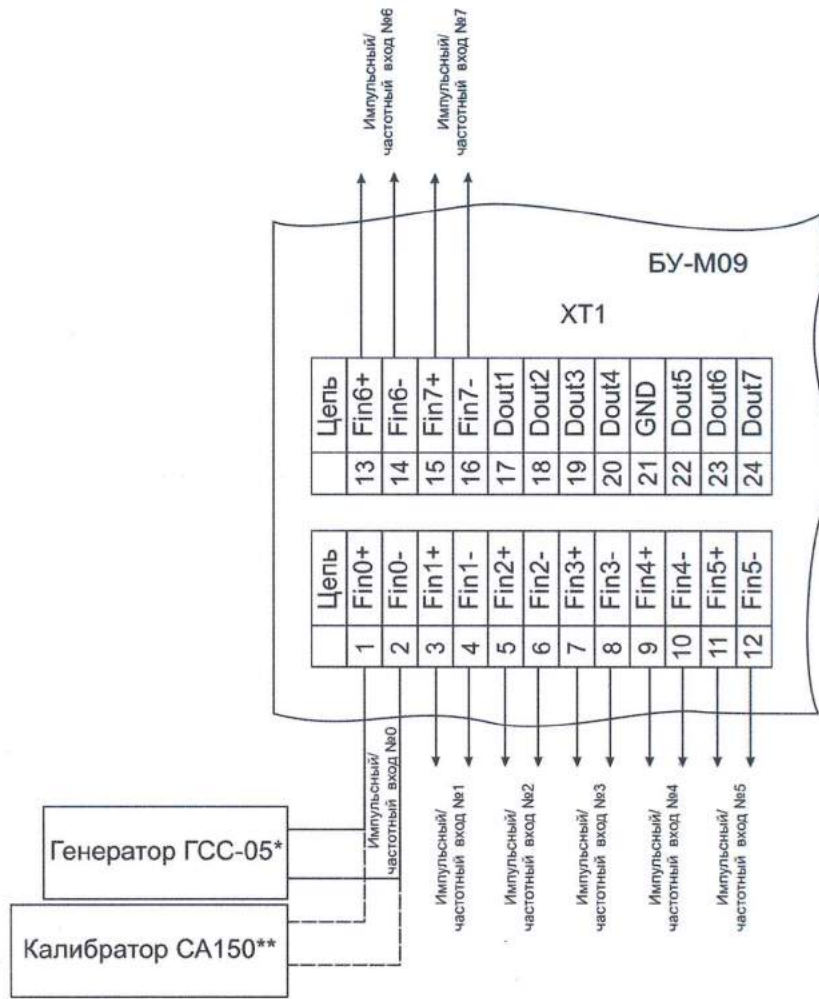 Импульсный/
частотный вход №6
Импульсный/
частотный вход №7
БУ-М09
ХТ1
Цепь
13 Fin6+
14 Fin6-
15 Fin7+
16 Fin7-
17 Dout1
18 Dout2
19 Dout3
20 Dout4
21 GND
22 Dout5
23 Dout6
24 Dout7
Цепь
1 Fin0+
2 Fin0-
3 Fin1+
4 Fin1-
5 Fin2+
6 Fin2-
7 Fin3+
8 Fin3-
9 Fin4+
10 Fin4-
11 Fin5+
12 Fin5-
Импульсный/
частотный вход №0
Генератор ГСС-05*
Калибратор СА150**
Импульсный/
частотный вход №1
Импульсный/
частотный вход №2
Импульсный/
частотный вход №3
Импульсный/
частотный вход №4
Импульсный/
частотный вход №5